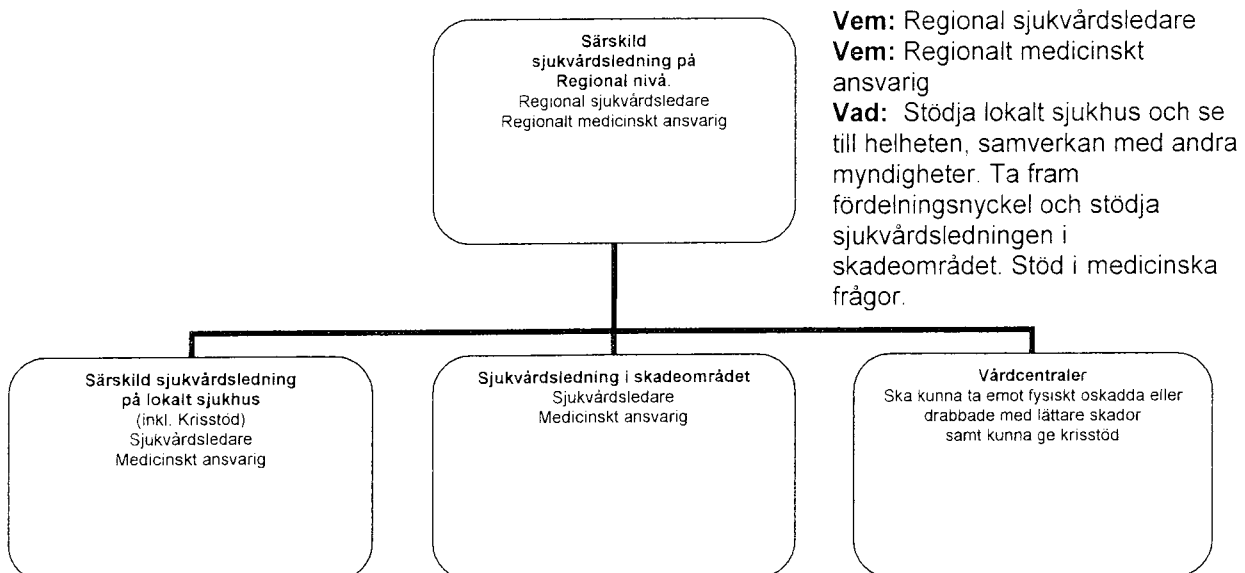 Särskild
sjukvårdsledning på
Regional nivå.
Regional sjukvårdsledare
Regionalt medicinskt ansvarig
Vem: Regional sjukvårdsledare
Vem: Regionalt medicinskt
ansvarig
Vad: Stödja lokalt sjukhus och se
till helheten, samverkan med andra
myndigheter. Ta fram
fördelningsnyckel och stödja
sjukvårdsledningen i
skadeområdet. Stöd i medicinska
frågor.
Särskild sjukvårdsledning
på lokalt sjukhus
(inkl. Krisstöd)
Sjukvårdsledare
Medicinskt ansvarig
Sjukvårdsledning i skadeområdet
Sjukvårdsledare
Medicinskt ansvarig
Vårdcentraler
Ska kunna ta emot fysiskt oskadda eller
drabbade med lättare skador
samt kunna ge krisstöd